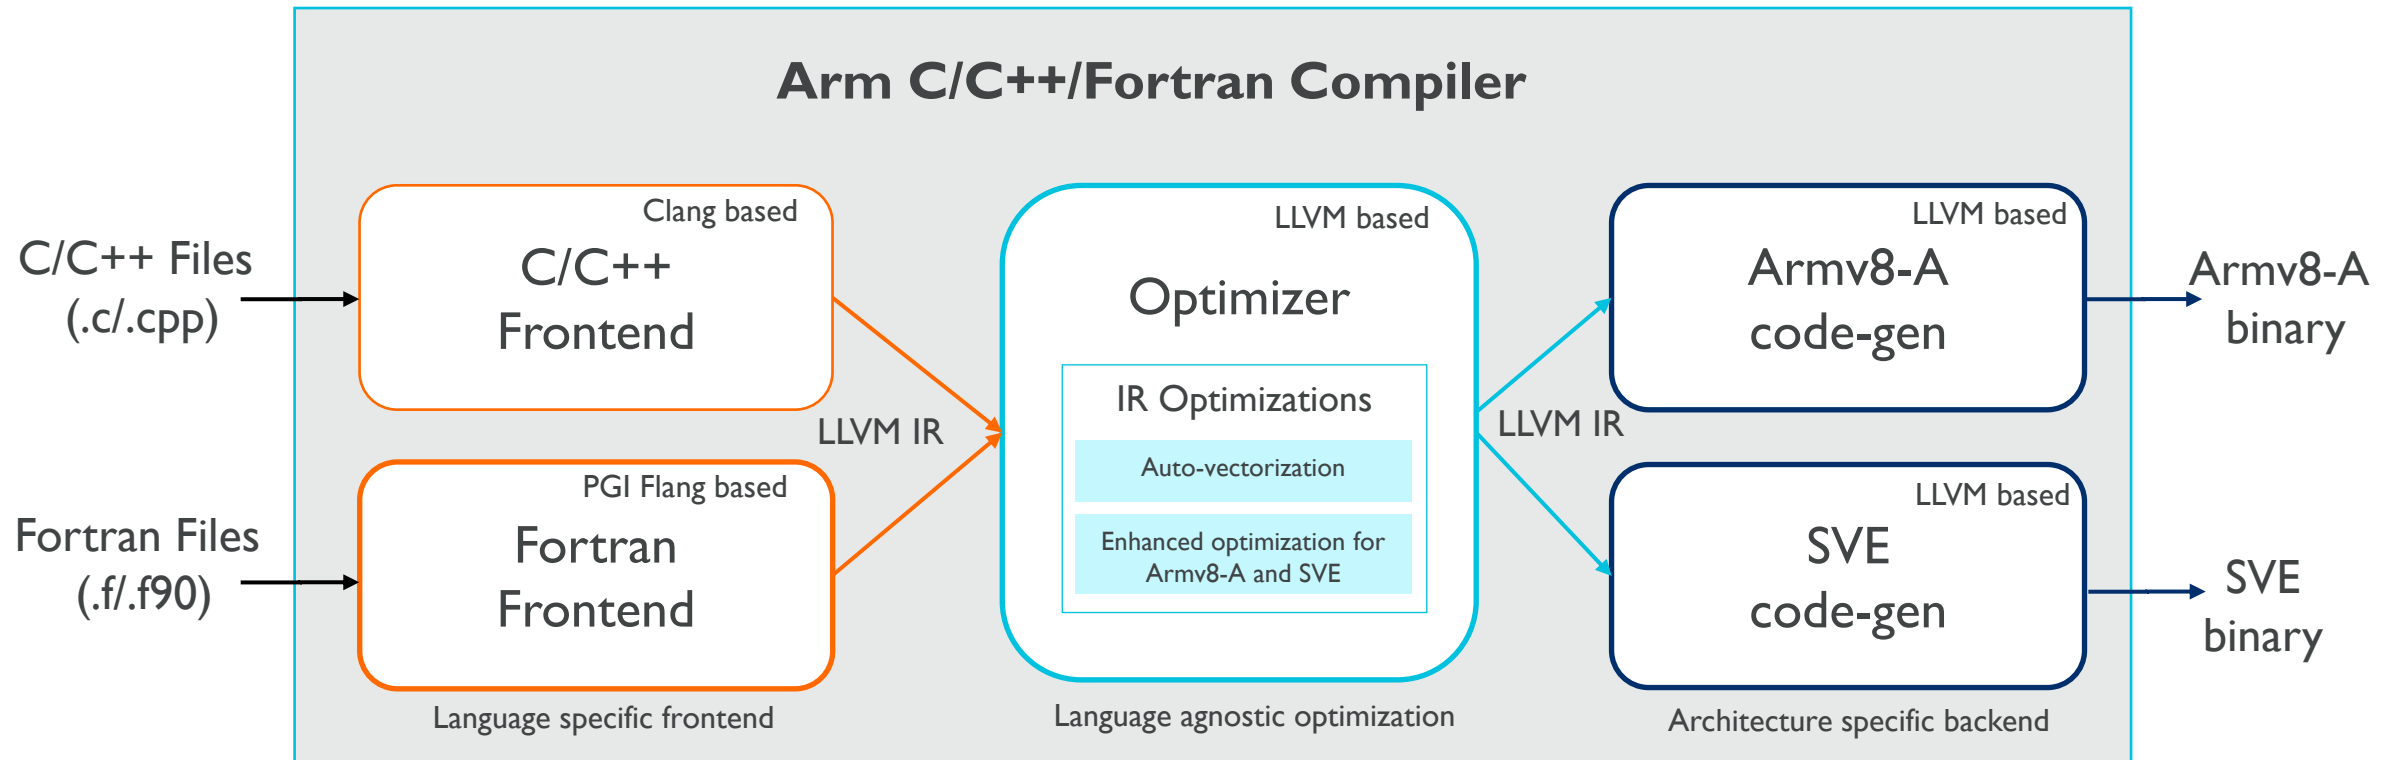 Arm C/C++/Fortran Compiler
C/C++ Files
(.c/.cpp)
Clang based
C/C++
Frontend
LLVM IR
Fortran Files
(.f/.f90)
PGI Flang based
Fortran
Frontend
Language specific frontend
LLVM based
Optimizer
IR Optimizations
Auto-vectorization
Enhanced optimization for
Armv8-A and SVE
Language agnostic optimization
LLVM IR
LLVM based
Armv8-A
code-gen
Armv8-A
binary
LLVM based
SVE
code-gen
SVE
binary
Architecture specific backend